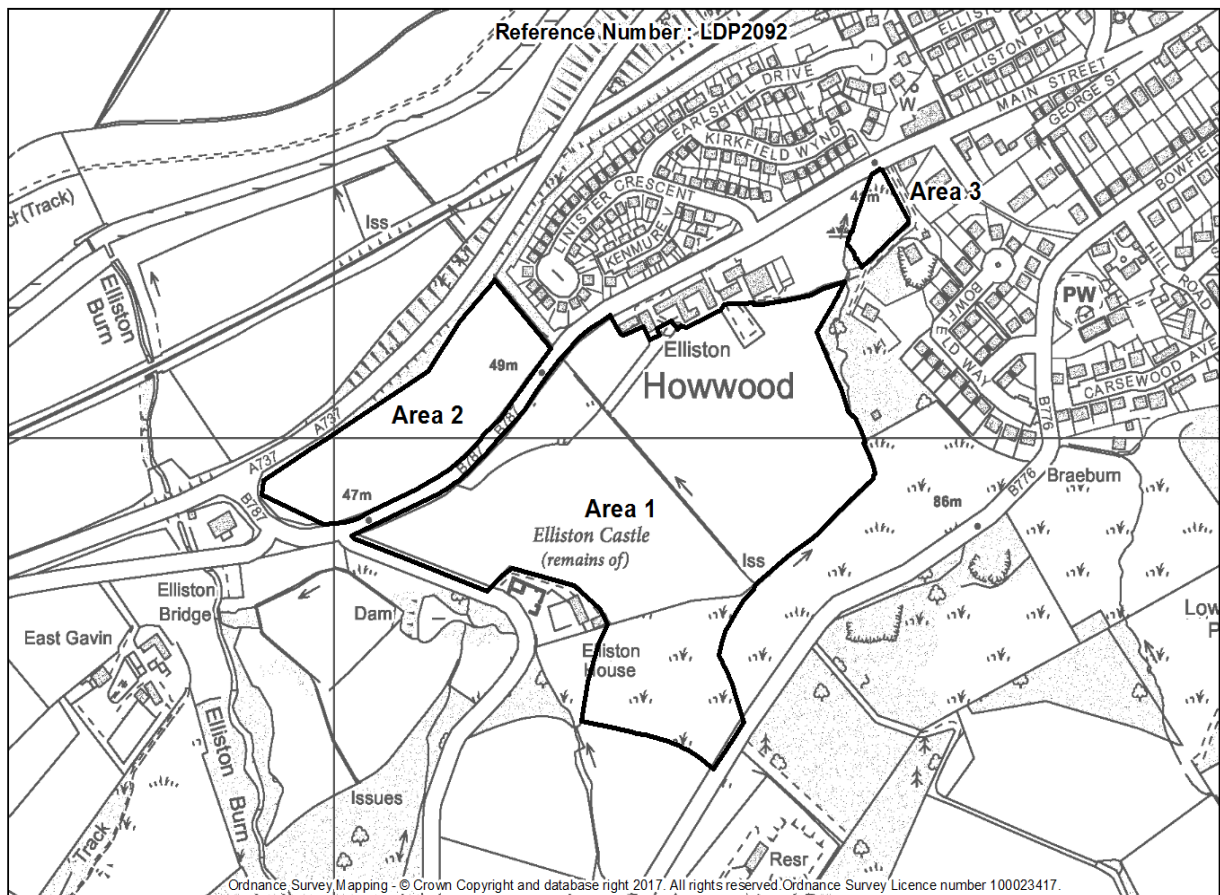 Reference Number : LDP2092
ELLISTON PL
MAIN STREET
GEORGE ST
EARLSHILL DRIVE
W
KIRKFIELD WYND
LINISTER CRESCENT
KENMURE
BOWFIELD
(Track)
Iss
Area 3
Elliston Burn
PW
HILL ROAD
BOWFIELD WAY
CARSEWOOD AVE
49m
Elliston
Howwood
Area 2
A737
B787
B787
A737
B776
47m
B787
Area 1
Elliston Castle
(remains of)
Braeburn
86m
B776
Iss
Elliston
Bridge
Dam
East Gavin
Elliston
House
Elliston Burn
Issues
Track
Resr
Ordnance Survey Mapping - © Crown Copyright and database right 2017. All rights reserved. Ordnance Survey Licence number 100023417.